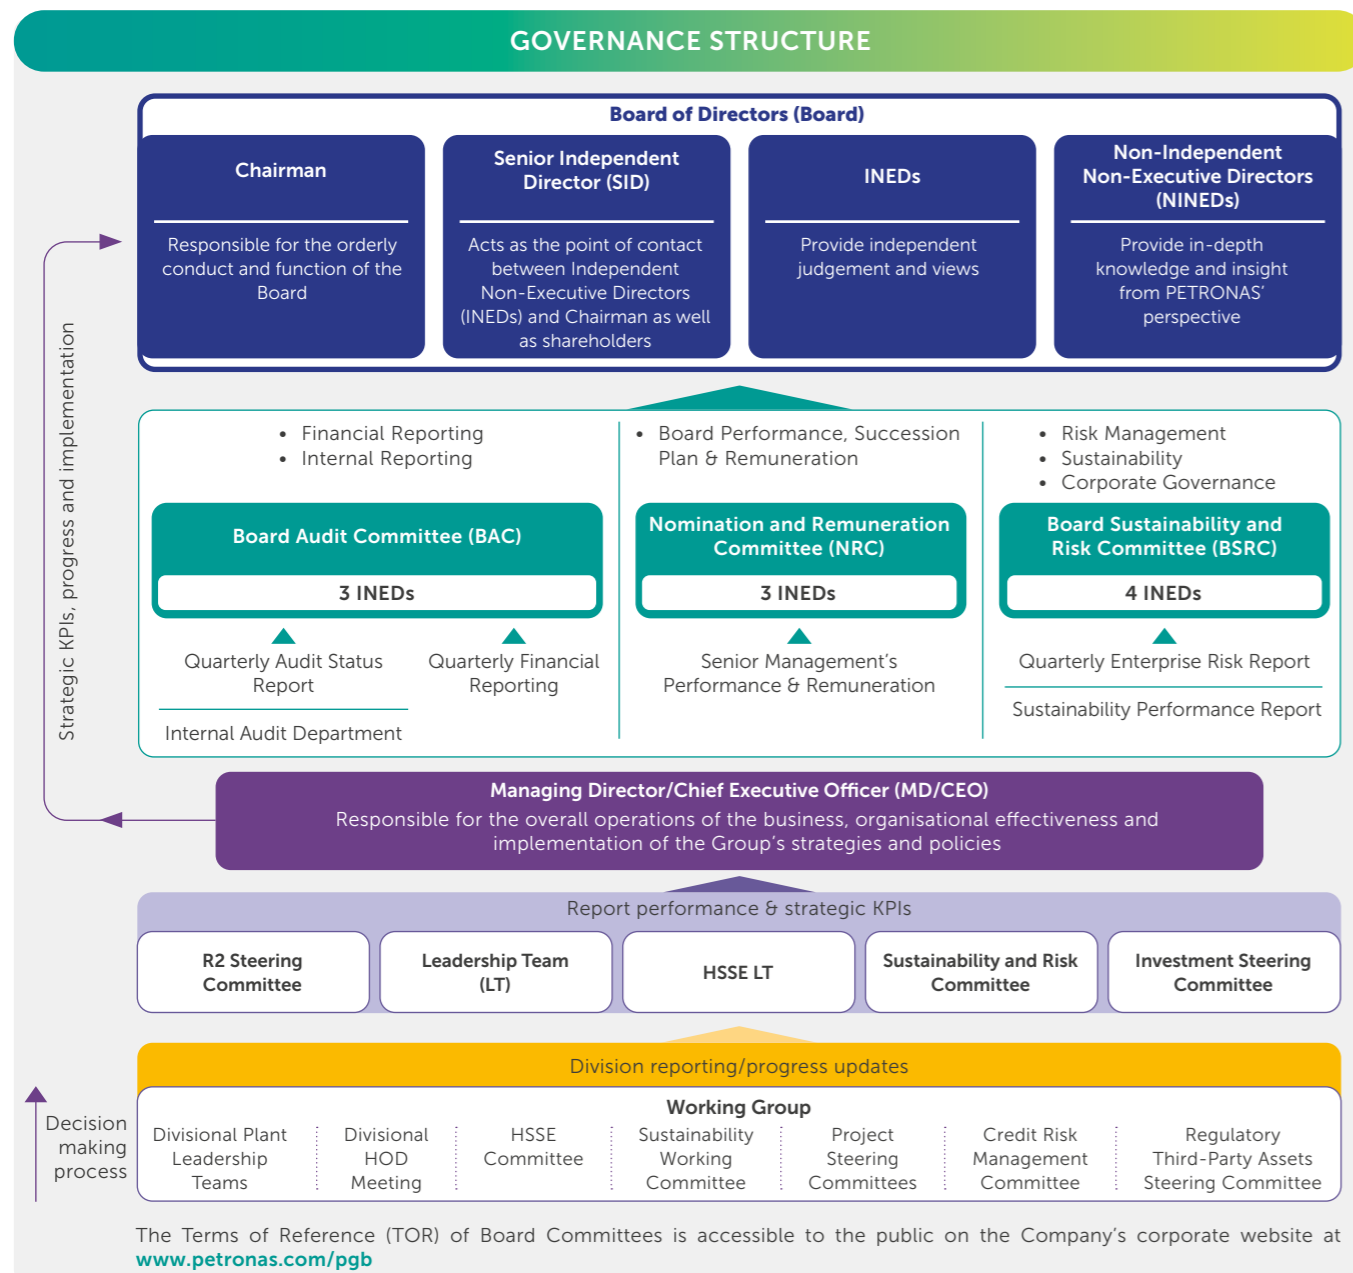 GOVERNANCE STRUCTURE
Board of Directors (Board)
Chairman
Responsible for the orderly
conduct and function of the
Board
Senior Independent
Director (SID)
Acts as the point of contact
between Independent
Non-Executive Directors
(INEDs) and Chairman as well
as shareholders
INEDs
Provide independent
judgement and views
Non-Independent
Non-Executive Directors
(NINEDs)
Provide in-depth
knowledge and insight
from PETRONAS’
perspective
Strategic KPIs, progress and implementation
• Financial Reporting
• Internal Reporting
Board Audit Committee (BAC)
3 INEDs
Quarterly Audit Status
Report
Internal Audit Department
Quarterly Financial
Reporting
• Board Performance, Succession
Plan & Remuneration
Nomination and Remuneration
Committee (NRC)
3 INEDs
Senior Management’s
Performance & Remuneration
• Risk Management
• Sustainability
• Corporate Governance
Board Sustainability and
Risk Committee (BSRC)
4 INEDs
Quarterly Enterprise Risk Report
Sustainability Performance Report
Managing Director/Chief Executive Officer (MD/CEO)
Responsible for the overall operations of the business, organisational effectiveness and
implementation of the Group’s strategies and policies
Report performance & strategic KPIs
R2 Steering
Committee
Leadership Team
(LT)
HSSE LT
Sustainability and Risk
Committee
Investment Steering
Committee
Division reporting/progress updates
Decision
making
process
Working Group
Divisional Plant
Leadership
Teams
Divisional
HOD
Meeting
HSSE
Committee
Sustainability
Working
Committee
Project
Steering
Committees
Credit Risk
Management
Committee
Regulatory
Third-Party Assets
Steering Committee
The Terms of Reference (TOR) of Board Committees is accessible to the public on the Company’s corporate website at
www.petronas.com/pgb